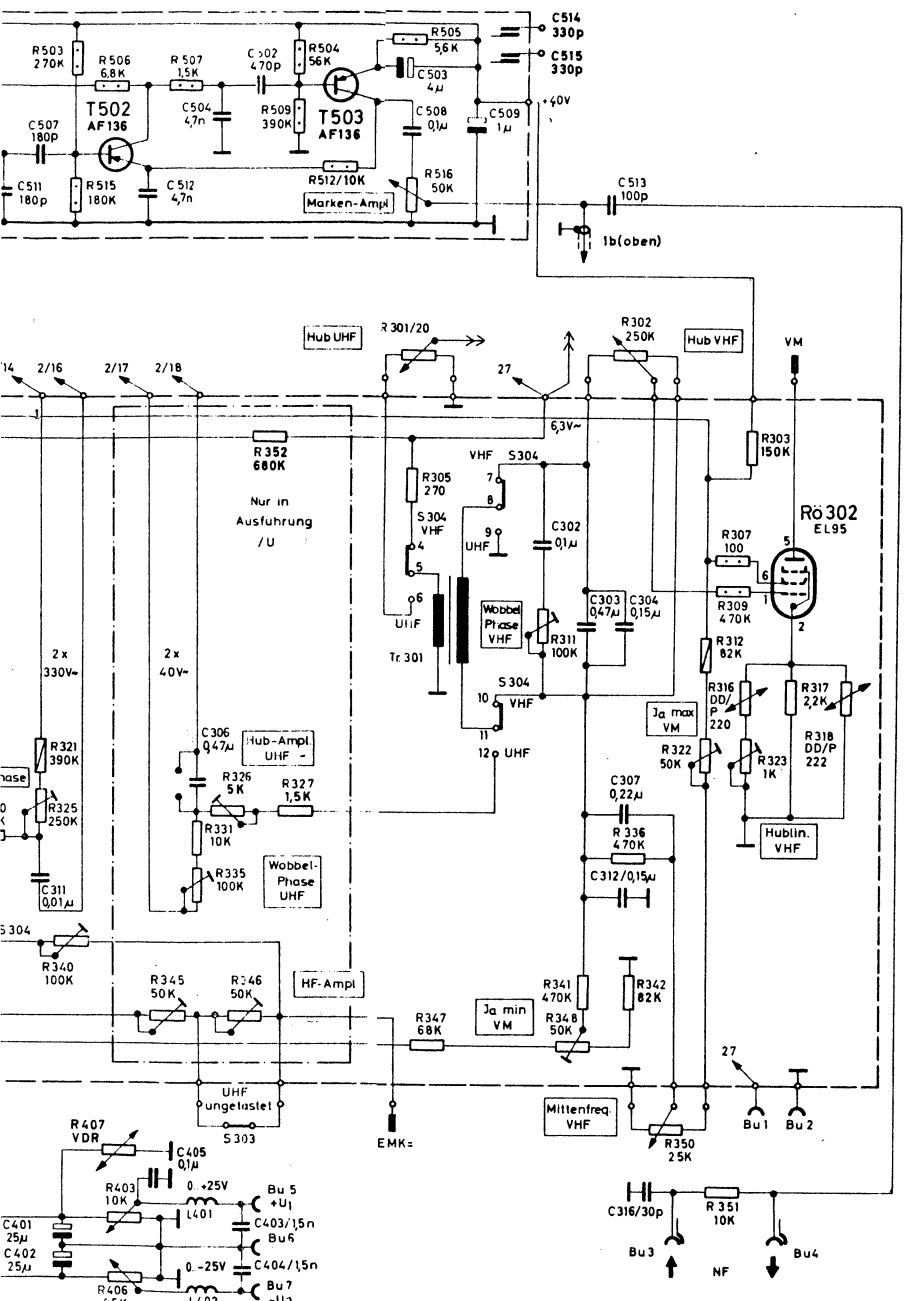 C514
330p
C515
330p
R503
270K
R506
6,8K
R507
1,5K
C502
470p
R504
56K
R505
5,6K
C503
4µ
+40V
T502
AF136
C504
4,7n
R509
390K
T503
AF136
C508
0,1µ
C509
1µ
C507
180p
C511
180p
R515
180K
C512
4,7n
R512/10K
R516
50K
Marken-Ampl
C513
100p
1b(oben)
Hub UHF
R301/20
R302
250K
Hub VHF
VM
/14
2/16
2/17
2/18
27
1
6,3V~
R352
680K
R303
150K
Nur in
Ausführung
/U
R305
270
VHF
S304
7
8
9
UHF
S304
VHF
4
5
6
UHF
C302
0,1µ
Rö302
EL95
5
6
1
2
R307
100
R309
470K
Wobbel
Phase
VHF
C303
0,47µ
C304
0,15µ
R311
100K
R312
82K
Tr.301
2x
330V~
2x
40V~
S304
VHF
10
11
12
UHF
R316
DD/
P
220
R317
2,2K
R318
DD/P
222
Ja max
VM
R322
50K
R323
1K
Hublin.
VHF
R321
390K
hase
R325
250K
C306
0,47µ
Hub-Ampl.
UHF -
R326
5K
R327
1,5K
R331
10K
R335
100K
Wobbel-
Phase
UHF
C307
0,22µ
R336
470K
C312/0,15µ
C311
0,01µ
S304
R340
100K
R345
50K
R346
50K
HF-Ampl
R341
470K
R342
82K
Ja min
VM
R348
50K
R347
68K
UHF
ungetastet
S303
EMK=
Mittenfreq.
VHF
R350
25K
27
Bu1
Bu2
R407
VDR
C405
0,1µ
R403
10K
0..+25V
L401
Bu5
+U1
C403/1,5n
Bu6
C401
25µ
C402
25µ
C404/1,5n
0..-25V
R406
L402
Bu7
C316/30p
R351
10K
Bu3
NF
Bu4